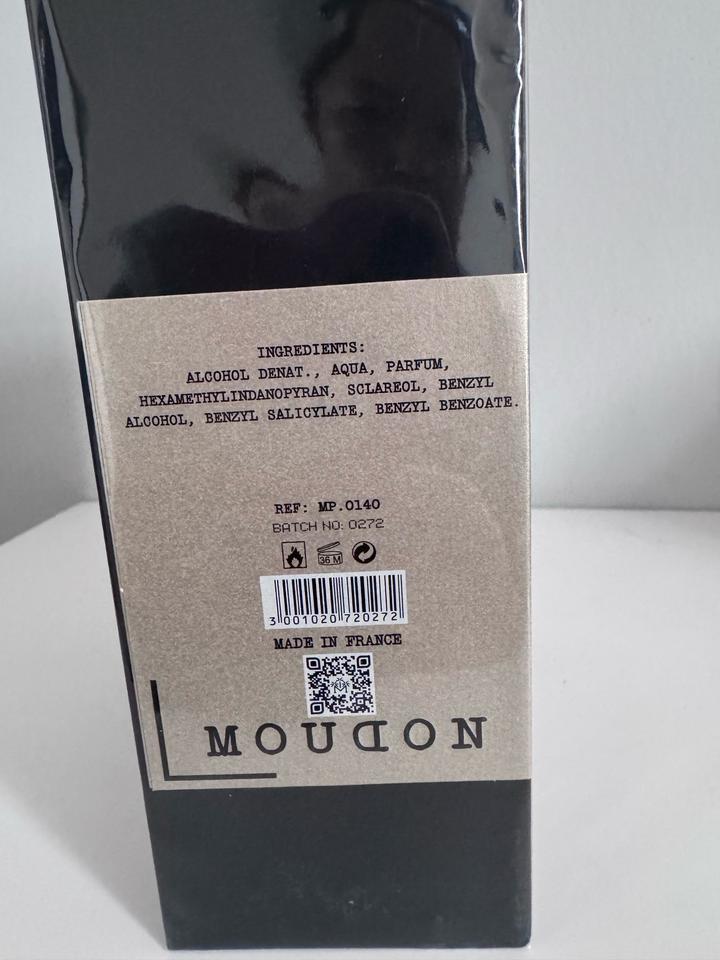 INGREDIENTS:
ALCOHOL DENAT., AQUA, PARFUM,
HEXAMETHYLINDANOPYRAN, SCLAREOL, BENZYL
ALCOHOL, BENZYL SALICYLATE, BENZYL BENZOATE.
REF: MP.0140
BATCH NO: 0272
36 M
3 001020 720272
MADE IN FRANCE
MOUDON